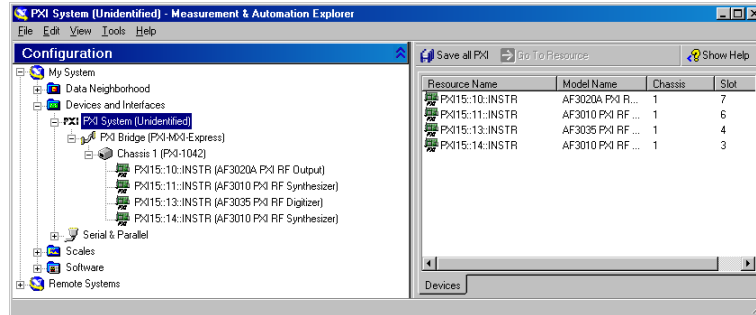 PXI System (Unidentified) - Measurement & Automation Explorer
File Edit View Tools Help
Configuration
My System
Data Neighborhood
Devices and Interfaces
PXI PXI System (Unidentified)
PXI Bridge (PXI-MXI-Express)
Chassis 1 (PXI-1042)
PXI15::10::INSTR (AF3020A PXI RF Output)
PXI15::11::INSTR (AF3010 PXI RF Synthesizer)
PXI15::13::INSTR (AF3035 PXI RF Digitizer)
PXI15::14::INSTR (AF3010 PXI RF Synthesizer)
Serial & Parallel
Scales
Software
Remote Systems
Save all PXI Go To Resource Show Help
Resource Name Model Name Chassis Slot
PXI15::10::INSTR AF3020A PXI R... 1 7
PXI15::11::INSTR AF3010 PXI RF ... 1 6
PXI15::13::INSTR AF3035 PXI RF ... 1 4
PXI15::14::INSTR AF3010 PXI RF ... 1 3
Devices